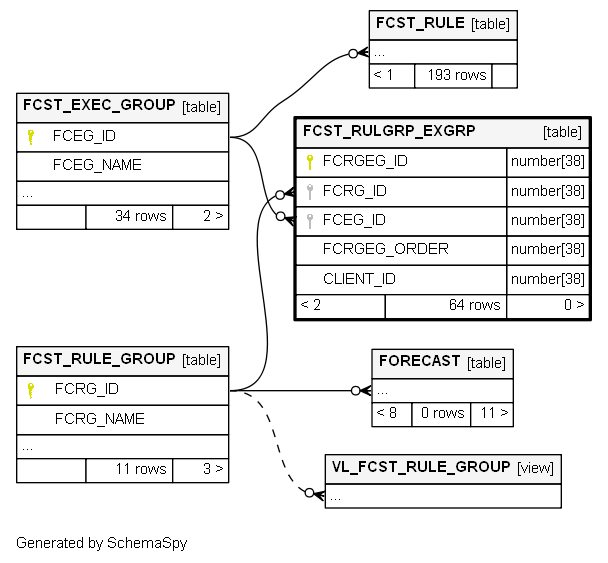 FCST_RULE [table]
...
< 1 193 rows
FCST_EXEC_GROUP [table]
FCEG_ID
FCEG_NAME
...
34 rows 2 >
FCST_RULGRP_EXGRP [table]
FCRGEG_ID number[38]
FCRG_ID number[38]
FCEG_ID number[38]
FCRGEG_ORDER number[38]
CLIENT_ID number[38]
< 2 64 rows 0 >
FCST_RULE_GROUP [table]
FCRG_ID
FCRG_NAME
...
11 rows 3 >
FORECAST [table]
...
< 8 0 rows 11 >
VL_FCST_RULE_GROUP [view]
...
Generated by SchemaSpy